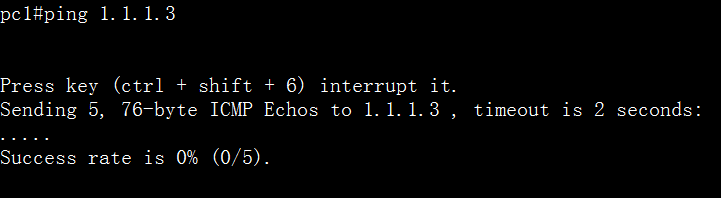 pc1#ping 1.1.1.3
Press key (ctrl + shift + 6) interrupt it.
Sending 5, 76-byte ICMP Echos to 1.1.1.3 , timeout is 2 seconds:
.....
Success rate is 0% (0/5).